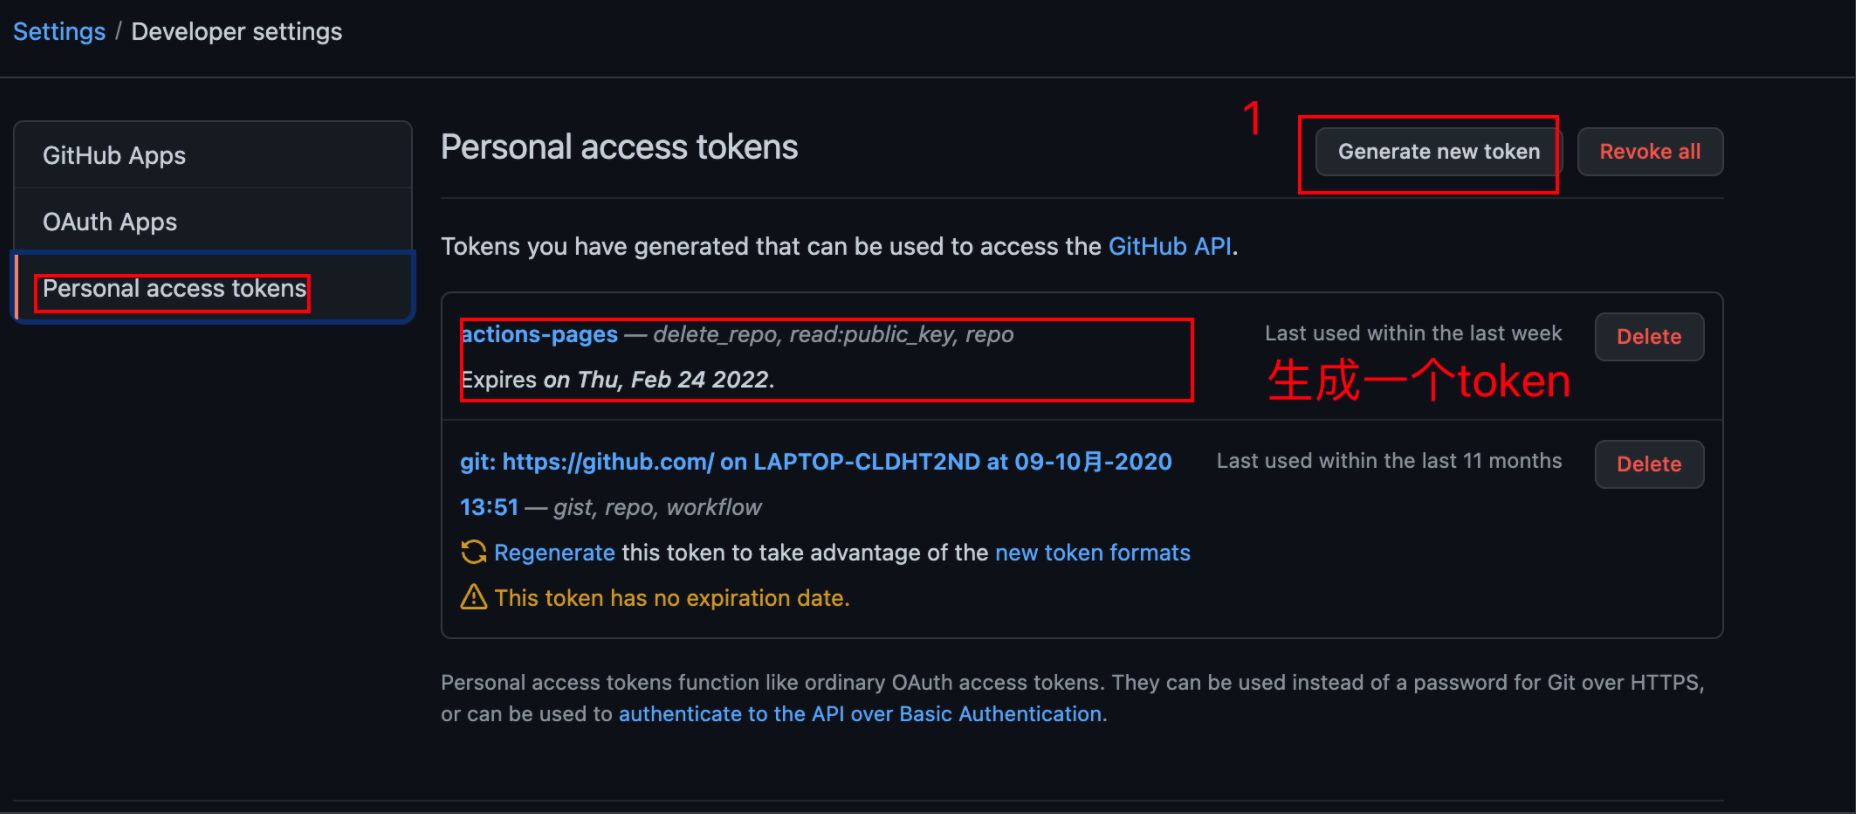 Settings / Developer settings
GitHub Apps
OAuth Apps
Personal access tokens
Personal access tokens
1
Generate new token
Revoke all
Tokens you have generated that can be used to access the GitHub API.
actions-pages — delete_repo, read:public_key, repo
Last used within the last week
Delete
Expires on Thu, Feb 24 2022.
生成一个token
git: https://github.com/ on LAPTOP-CLDHT2ND at 09-10月-2020
Last used within the last 11 months
Delete
13:51 — gist, repo, workflow
Regenerate this token to take advantage of the new token formats
This token has no expiration date.
Personal access tokens function like ordinary OAuth access tokens. They can be used instead of a password for Git over HTTPS,
or can be used to authenticate to the API over Basic Authentication.